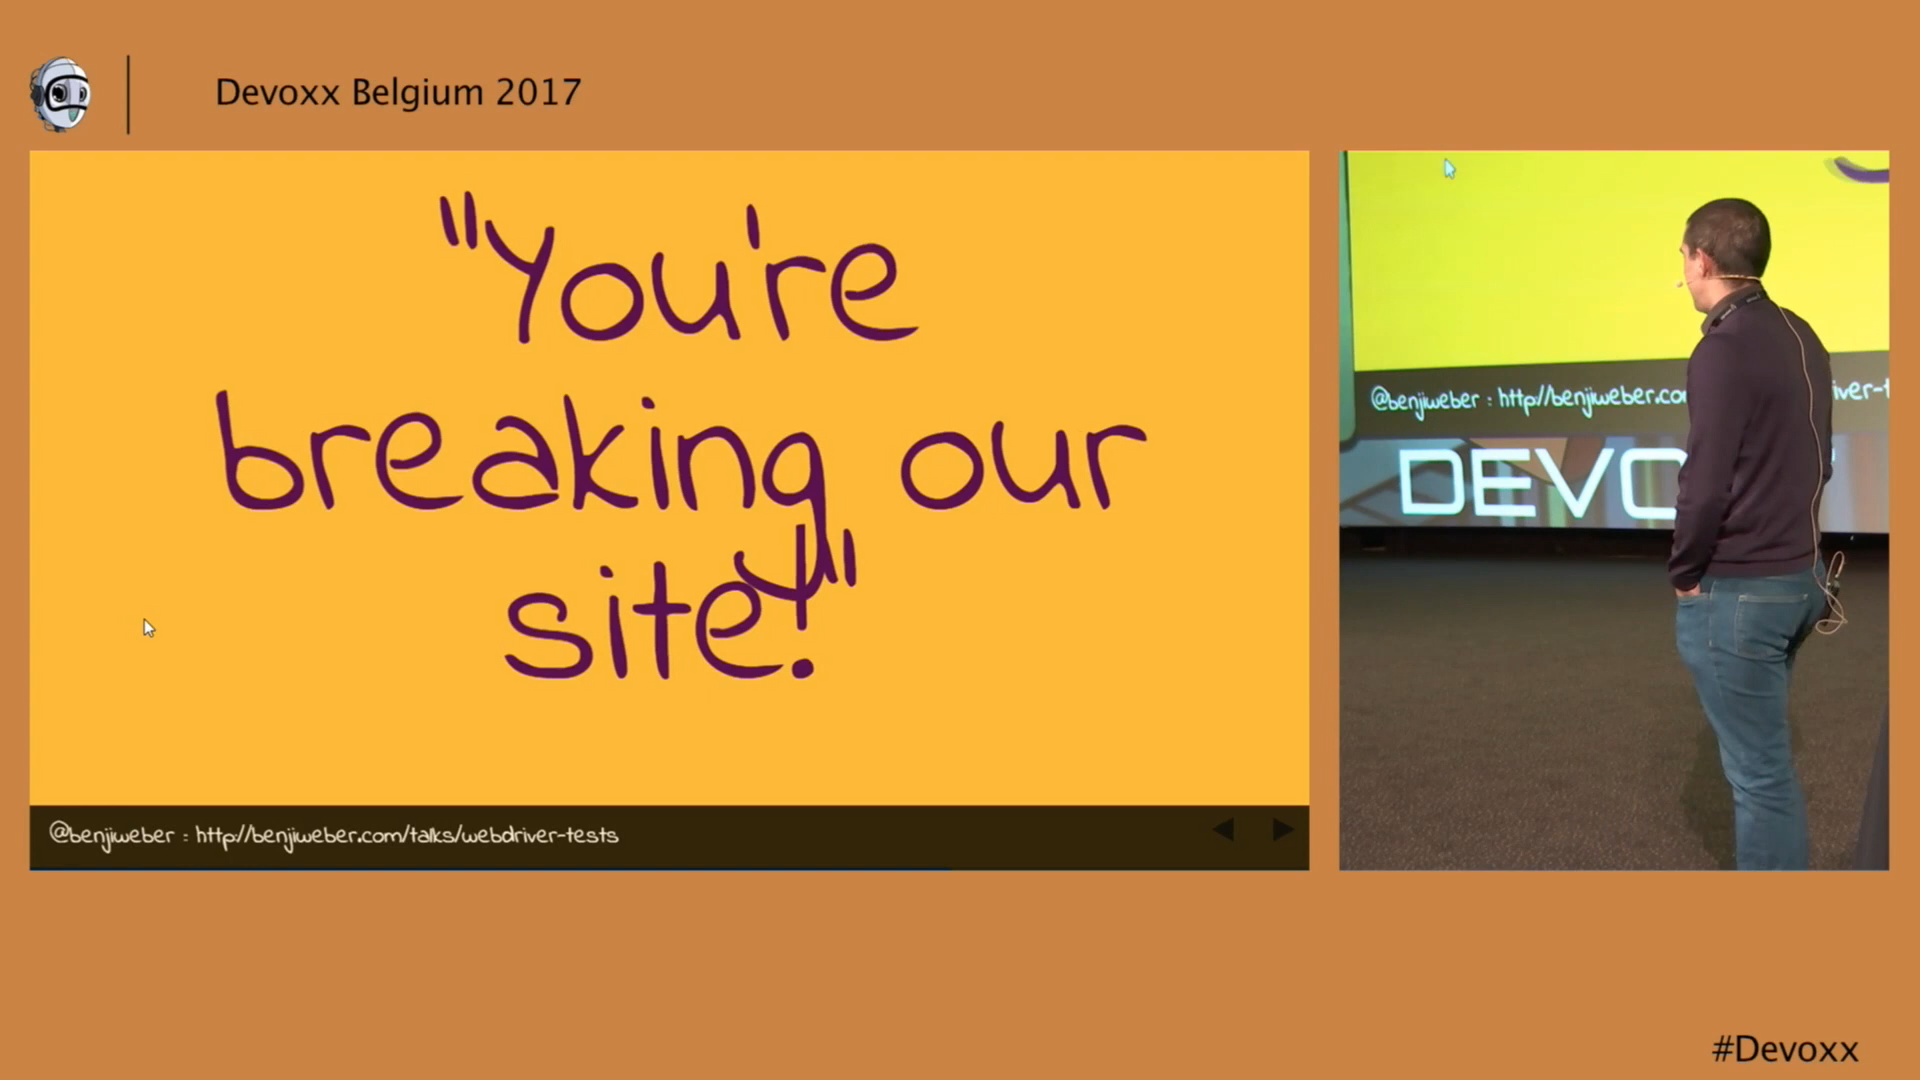 Devoxx Belgium 2017
"You're
breaking our
site!"
@benjiweber : http://benjiweber.com/talks/webdriver-tests
@benjiweber : http://benjiweber.co
iver-t
DEVO
#Devoxx